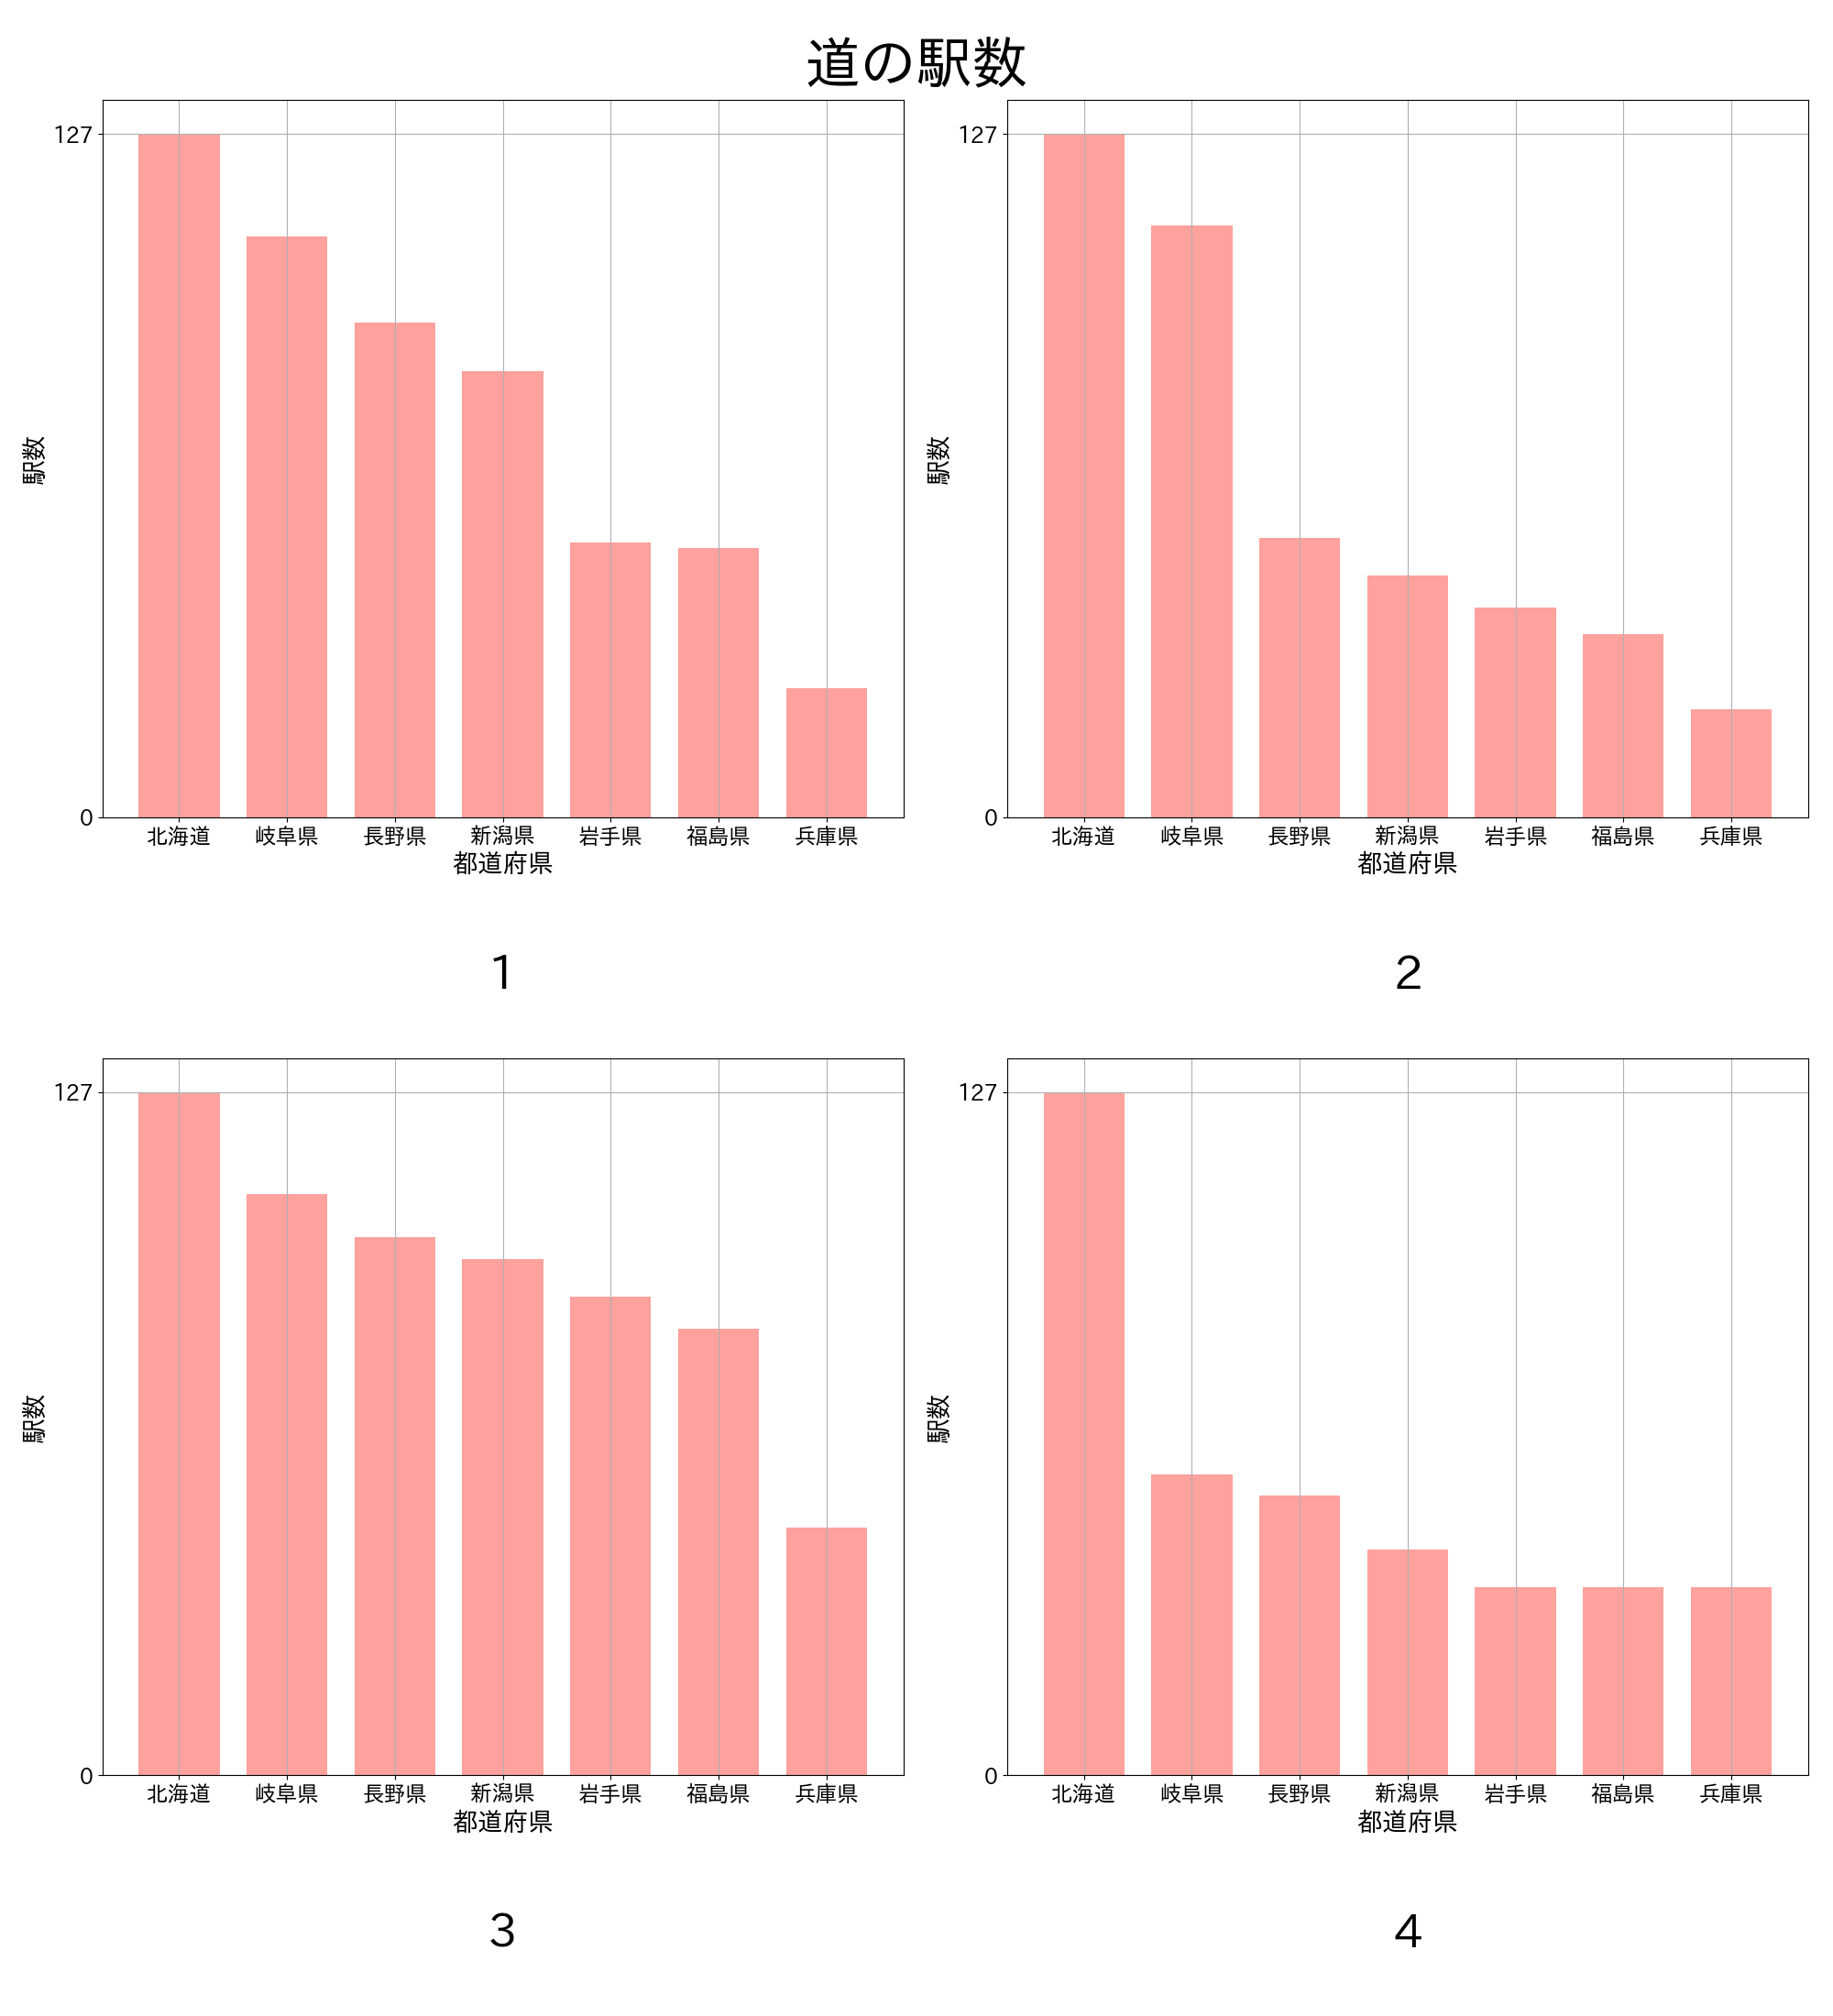 道の駅数
127
0
駅数
北海道 岐阜県 長野県 新潟県 岩手県 福島県 兵庫県
都道府県
1
127
0
駅数
北海道 岐阜県 長野県 新潟県 岩手県 福島県 兵庫県
都道府県
2
127
0
駅数
北海道 岐阜県 長野県 新潟県 岩手県 福島県 兵庫県
都道府県
3
127
0
駅数
北海道 岐阜県 長野県 新潟県 岩手県 福島県 兵庫県
都道府県
4